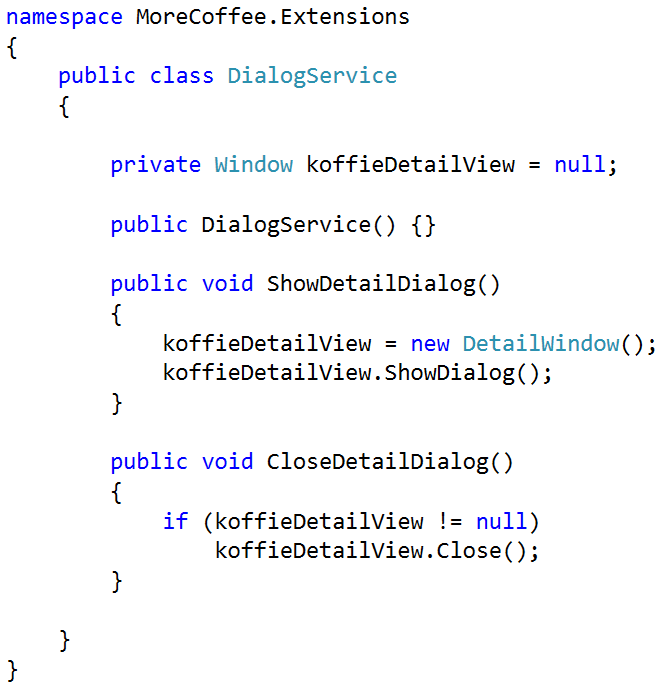 namespace MoreCoffee.Extensions
{
    public class DialogService
    {

        private Window koffieDetailView = null;

        public DialogService() {}

        public void ShowDetailDialog()
        {
            koffieDetailView = new DetailWindow();
            koffieDetailView.ShowDialog();
        }

        public void CloseDetailDialog()
        {
            if (koffieDetailView != null)
                koffieDetailView.Close();
        }

    }
}